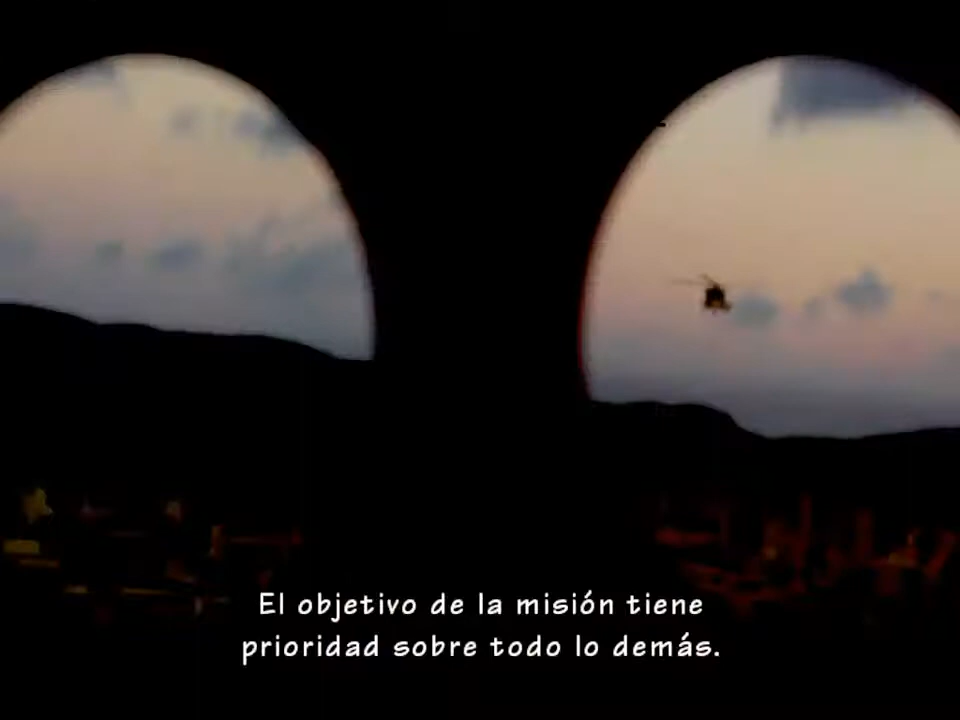 El objetivo de la misión tiene
prioridad sobre todo lo demás.